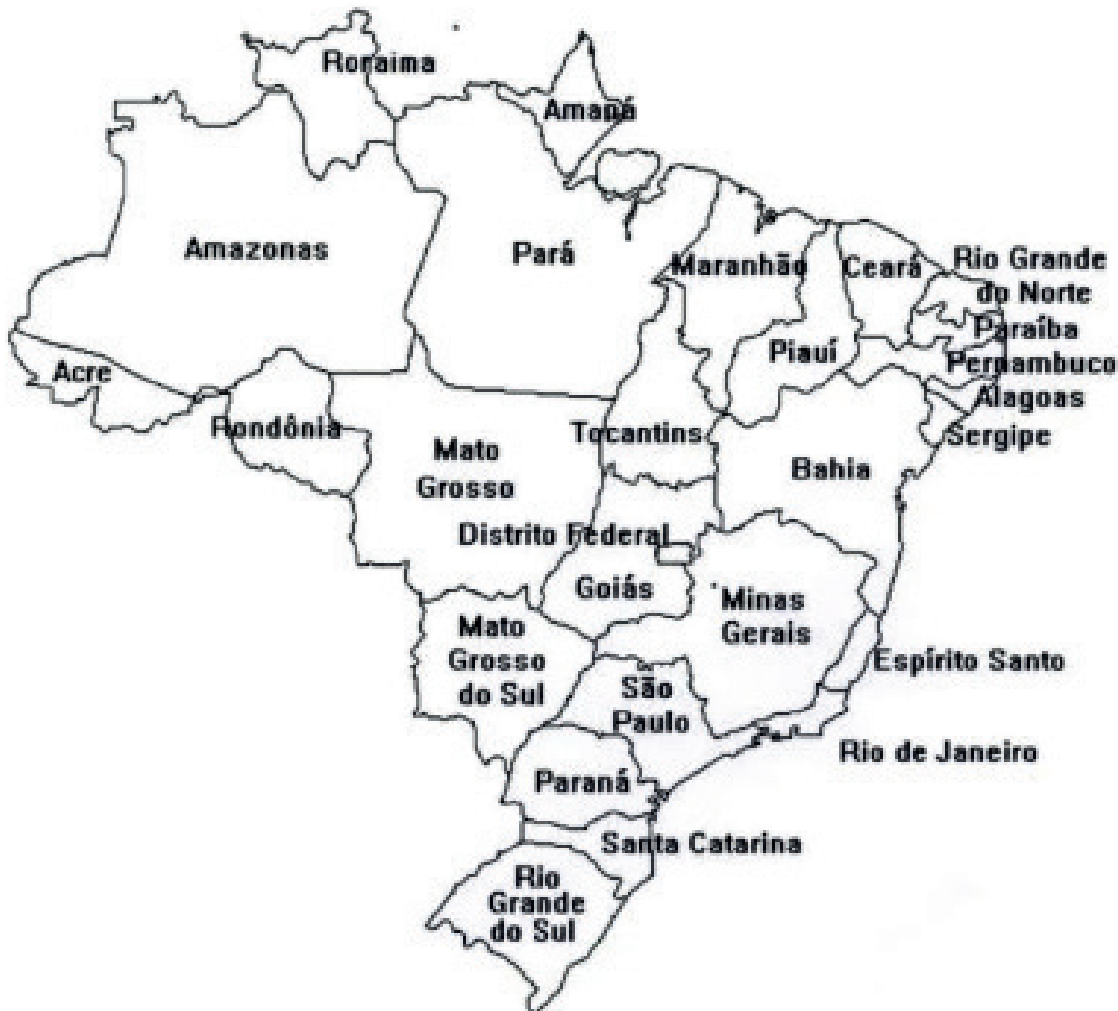 Roraima
Amapá
Amazonas
Pará
Maranhão
Ceará
Rio Grande
do Norte
Paraíba
Piauí
Pernambuco
Acre
Alagoas
Rondônia
Tocantins
Sergipe
Mato
Grosso
Bahia
Distrito Federal
Goiás
Minas
Gerais
Mato
Grosso
do Sul
Espírito Santo
São
Paulo
Rio de Janeiro
Paraná
Santa Catarina
Rio
Grande
do Sul